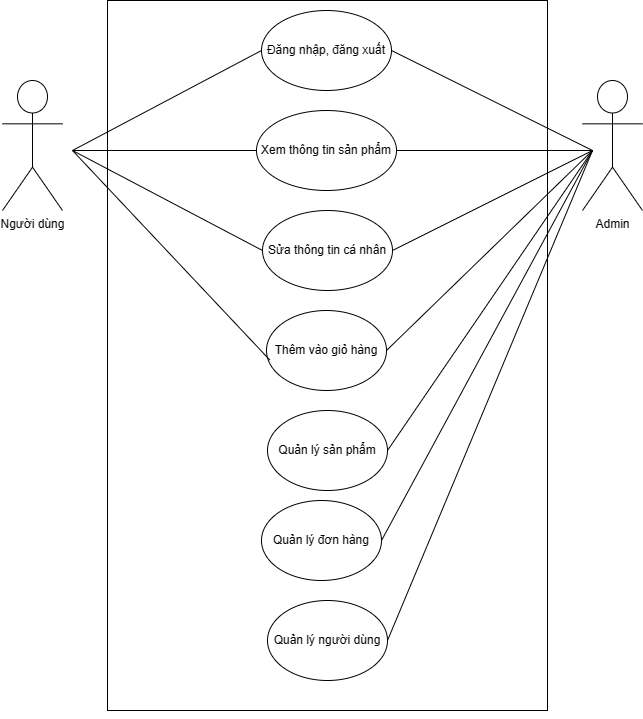 Đăng nhập, đăng xuất
Xem thông tin sản phẩm
Người dùng
Admin
Sửa thông tin cá nhân
Thêm vào giỏ hàng
Quản lý sản phẩm
Quản lý đơn hàng
Quản lý người dùng